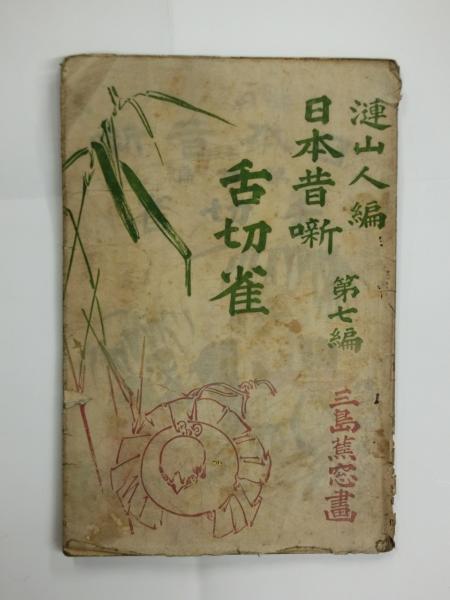 漣山人編
日本昔噺
第七編
舌切雀
三島蕉窓畫